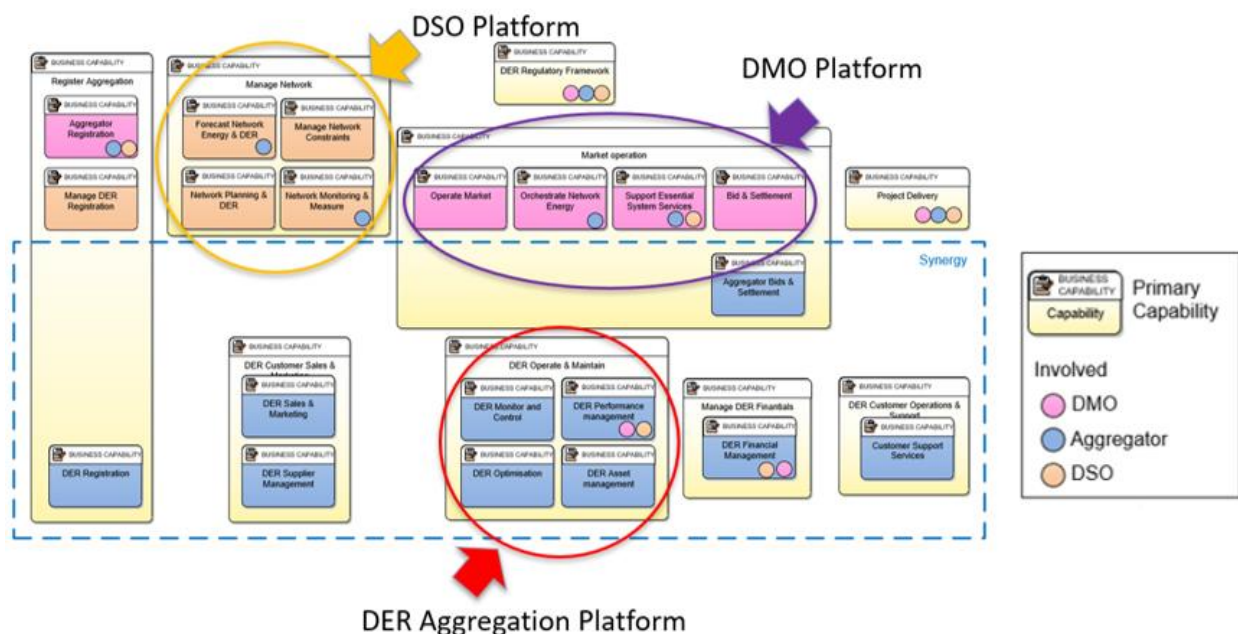 DSO Platform
DMO Platform
BUSINESS CAPABILITY
Register Aggregation
BUSINESS CAPABILITY
Aggregator
Registration
BUSINESS CAPABILITY
Manage DER
Registration
BUSINESS CAPABILITY
DER Registration
BUSINESS CAPABILITY
Manage Network
BUSINESS CAPABILITY
Forecast Network
Energy & DER
BUSINESS CAPABILITY
Manage Network
Constraints
BUSINESS CAPABILITY
Network Planning &
DER
BUSINESS CAPABILITY
Network Monitoring &
Measure
BUSINESS CAPABILITY
DER Regulatory Framework
BUSINESS CAPABILITY
Market operation
BUSINESS CAPABILITY
Operate Market
BUSINESS CAPABILITY
Orchestrate Network
Energy
BUSINESS CAPABILITY
Support Essential
System Services
BUSINESS CAPABILITY
Bid & Settlement
BUSINESS CAPABILITY
Aggregator Bids &
Settlement
BUSINESS CAPABILITY
Project Delivery
Synergy
BUSINESS CAPABILITY
DER Customer Sales &
BUSINESS CAPABILITY
DER Sales &
Marketing
BUSINESS CAPABILITY
DER Supplier
Management
BUSINESS CAPABILITY
DER Operate & Maintain
BUSINESS CAPABILITY
DER Monitor and
Control
BUSINESS CAPABILITY
DER Performance
management
BUSINESS CAPABILITY
DER Optimisation
BUSINESS CAPABILITY
DER Asset
management
BUSINESS CAPABILITY
Manage DER Finantials
BUSINESS CAPABILITY
DER Financial
Management
BUSINESS CAPABILITY
DER Customer Operations &
BUSINESS CAPABILITY
Customer Support
Services
BUSINESS
CAPABILITY
Capability
Primary
Capability
Involved
DMO
Aggregator
DSO
DER Aggregation Platform